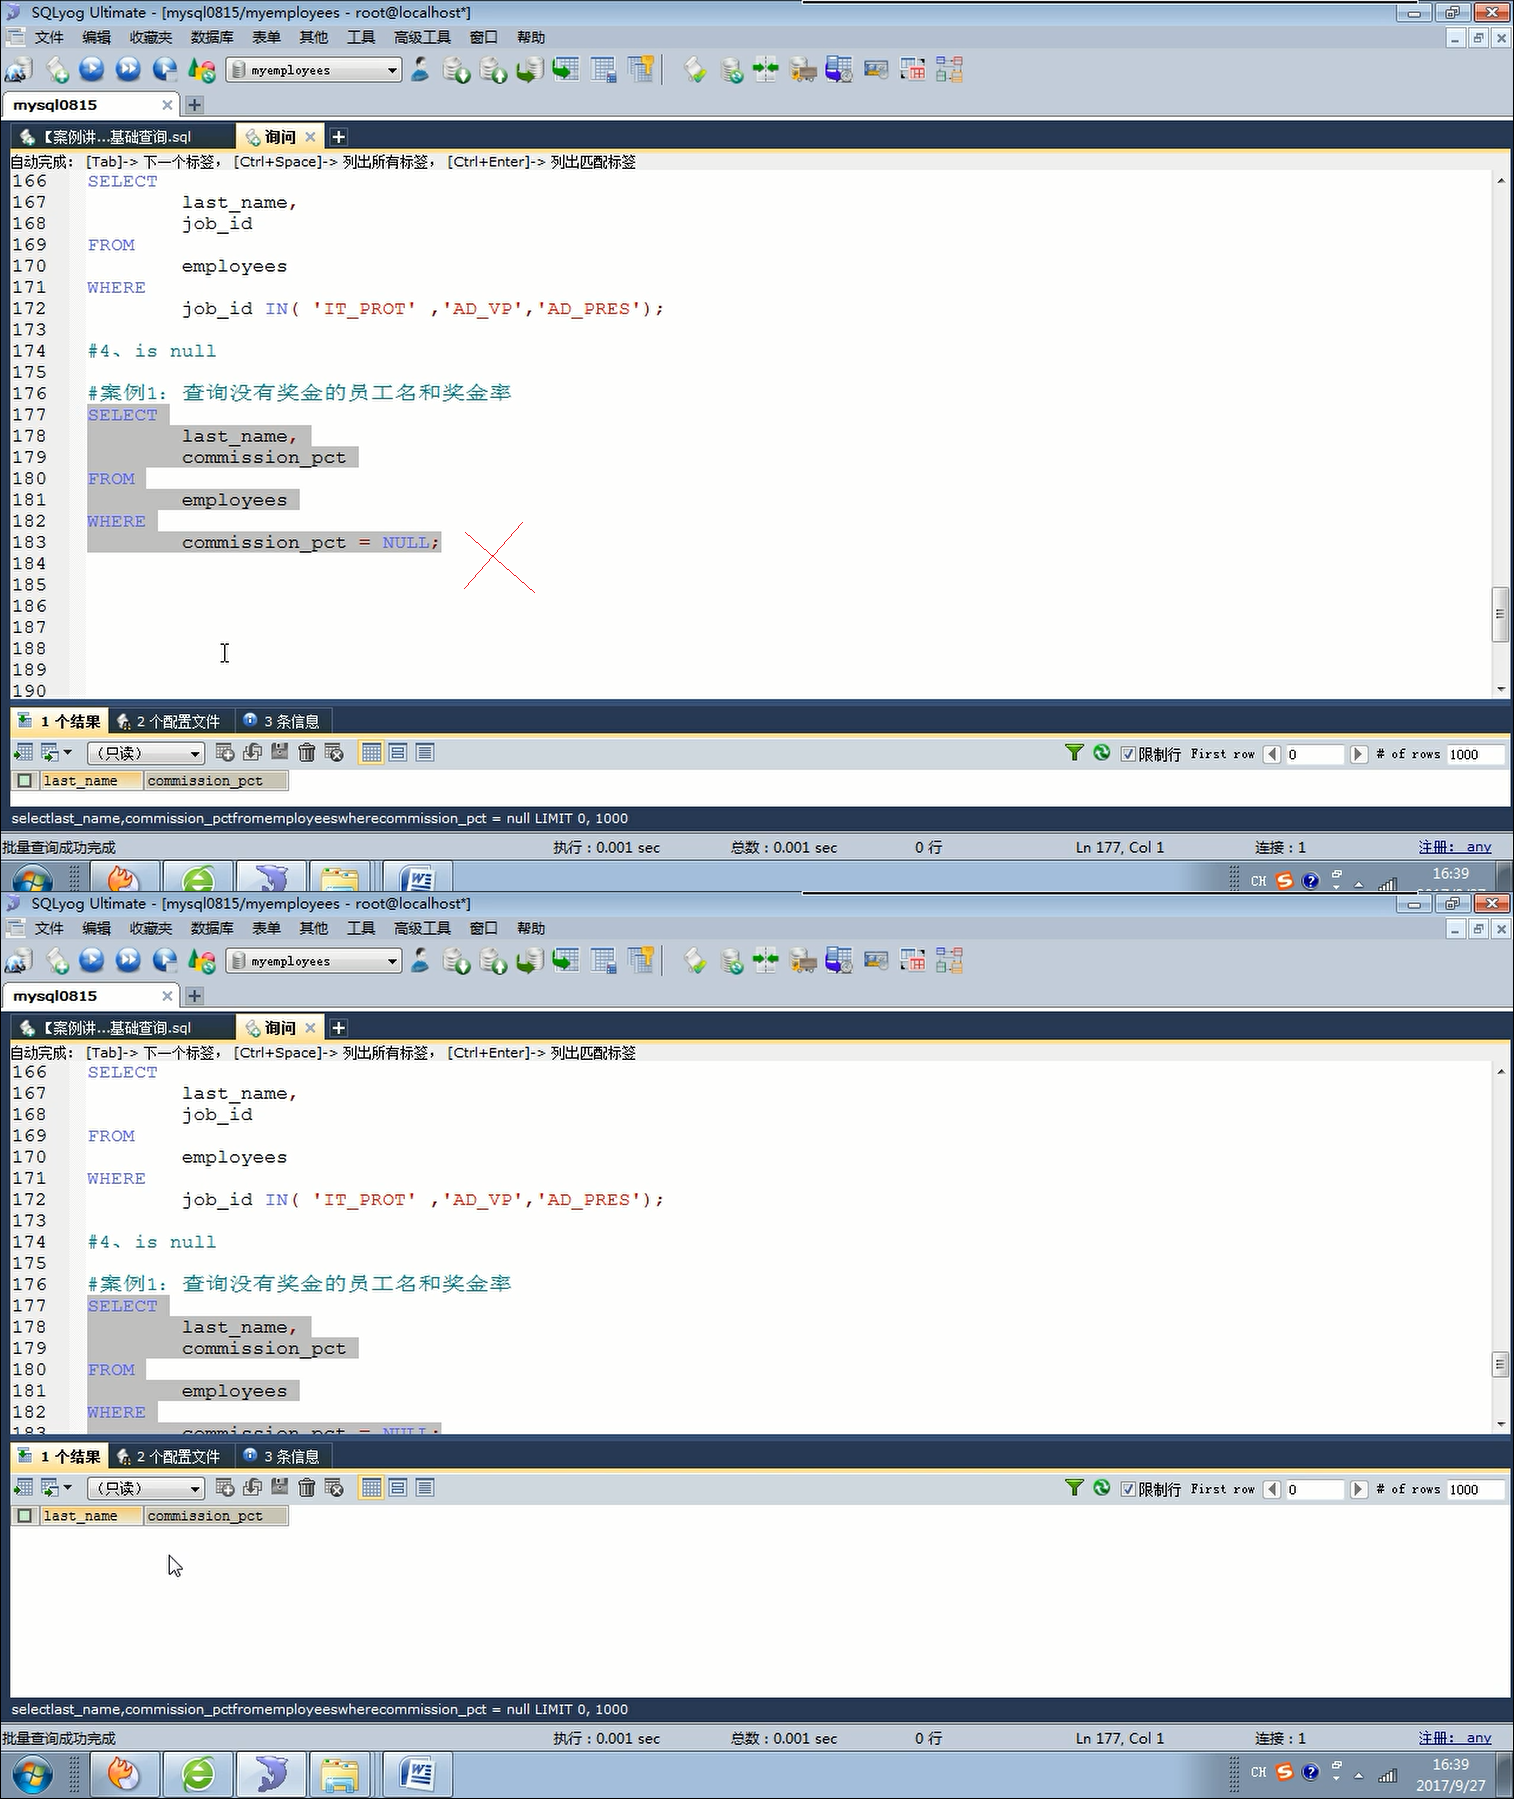 SQLyog Ultimate - [mysql0815/myemployees - root@localhost*]
文件 编辑 收藏夹 数据库 表单 其他 工具 高级工具 窗口 帮助
myemployees
mysql0815
【案例讲...基础查询.sql 询问
自动完成: [Tab]-> 下一个标签, [Ctrl+Space]-> 列出所有标签, [Ctrl+Enter]-> 列出匹配标签
166 SELECT
167 last_name,
168 job_id
169 FROM
170 employees
171 WHERE
172 job_id IN( 'IT_PROT' ,'AD_VP','AD_PRES');
173
174 #4、is null
175
176 #案例1: 查询没有奖金的员工名和奖金率
177 SELECT
178 last_name,
179 commission_pct
180 FROM
181 employees
182 WHERE
183 commission_pct = NULL;
184
185
186
187
188
189
190
1 个结果 2 个配置文件 3 条信息
(只读) 限制行 First row 0 # of rows 1000
last_name commission_pct
selectlast_name,commission_pctfromemployeeswherecommission_pct = null LIMIT 0, 1000
批量查询成功完成 执行 : 0.001 sec 总数 : 0.001 sec 0 行 Ln 177, Col 1 连接 : 1 注册: any
CH 16:39
SQLyog Ultimate - [mysql0815/myemployees - root@localhost*]
文件 编辑 收藏夹 数据库 表单 其他 工具 高级工具 窗口 帮助
myemployees
mysql0815
【案例讲...基础查询.sql 询问
自动完成: [Tab]-> 下一个标签, [Ctrl+Space]-> 列出所有标签, [Ctrl+Enter]-> 列出匹配标签
166 SELECT
167 last_name,
168 job_id
169 FROM
170 employees
171 WHERE
172 job_id IN( 'IT_PROT' ,'AD_VP','AD_PRES');
173
174 #4、is null
175
176 #案例1: 查询没有奖金的员工名和奖金率
177 SELECT
178 last_name,
179 commission_pct
180 FROM
181 employees
182 WHERE
183 commission_pct = NULL;
1 个结果 2 个配置文件 3 条信息
(只读) 限制行 First row 0 # of rows 1000
last_name commission_pct
selectlast_name,commission_pctfromemployeeswherecommission_pct = null LIMIT 0, 1000
批量查询成功完成 执行 : 0.001 sec 总数 : 0.001 sec 0 行 Ln 177, Col 1 连接 : 1 注册: any
CH 16:39
2017/9/27